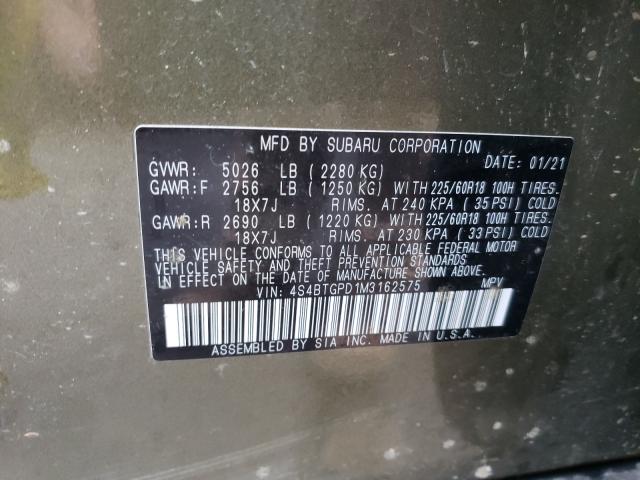 MFD BY SUBARU CORPORATION
GVWR: 5026 LB (2280 KG) DATE: 01/21
GAWR:F 2756 LB (1250 KG) WITH 225/60R18 100H TIRES.
18X7J RIMS. AT 240 KPA (35 PSI) COLD
GAWR:R 2690 LB (1220 KG) WITH 225/60R18 100H TIRES.
18X7J RIMS. AT 230 KPA (33 PSI) COLD
THIS VEHICLE CONFORMS TO ALL APPLICABLE FEDERAL MOTOR
VEHICLE SAFETY AND THEFT PREVENTION STANDARDS
IN EFFECT ON THE DATE OF MANUFACTURE SHOWN ABOVE.
VIN: 4S4BTGPD1M3162575 MPV
ASSEMBLED BY SIA INC. MADE IN U.S.A.